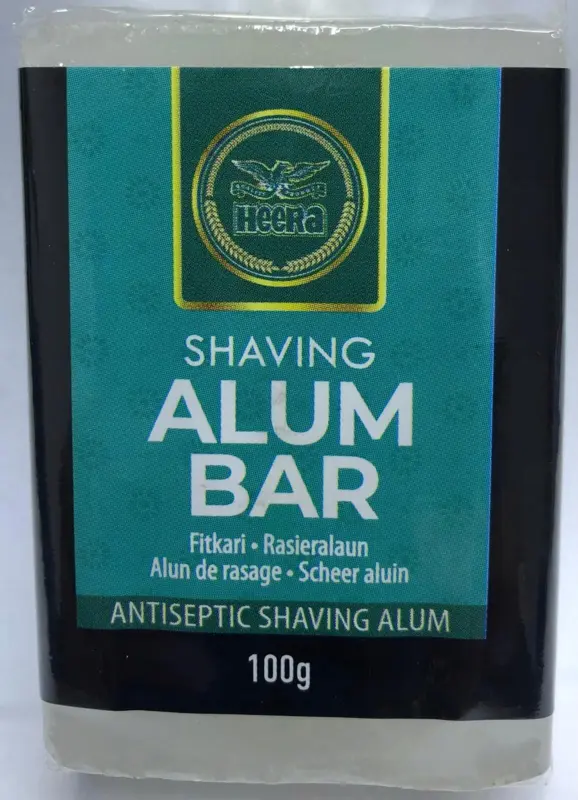 HEERA
SHAVING
ALUM
BAR
Fitkari • Rasieralaun
Alun de rasage • Scheer aluin
ANTISEPTIC SHAVING ALUM
100g